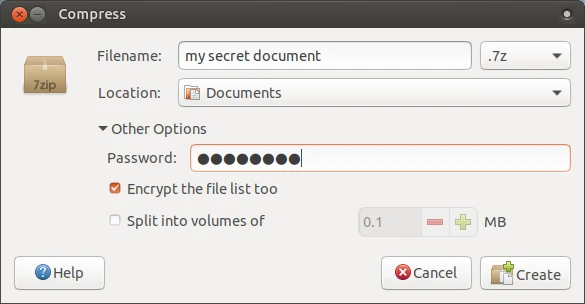 Compress
Filename: my secret document .7z
7zip
Location: Documents
Other Options
Password: ●●●●●●●●
Encrypt the file list too
Split into volumes of 0.1 MB
Help Cancel Create